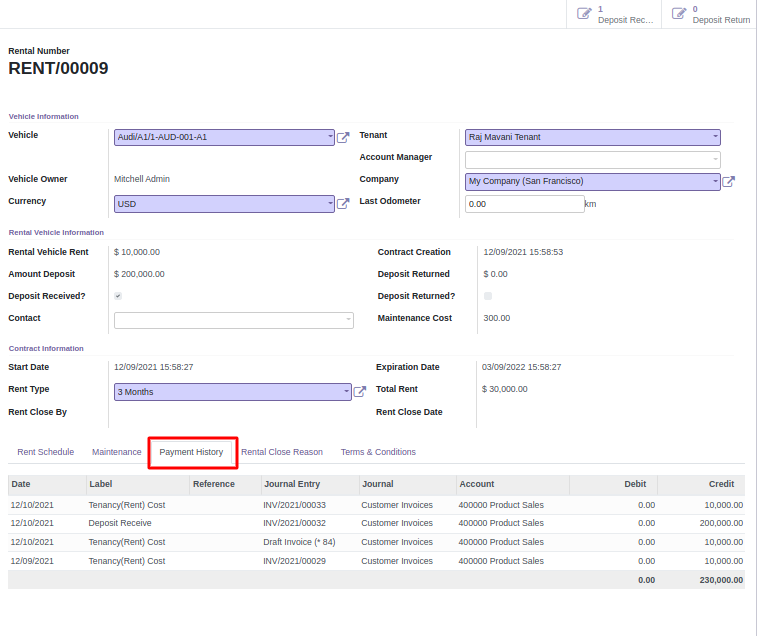 1 0
Deposit Rec... Deposit Return
Rental Number
RENT/00009
Vehicle Information
Vehicle Audi/A1/1-AUD-001-A1 Tenant Raj Mavani Tenant
Account Manager
Vehicle Owner Mitchell Admin Company My Company (San Francisco)
Currency USD Last Odometer 0.00 km
Rental Vehicle Information
Rental Vehicle Rent $ 10,000.00 Contract Creation 12/09/2021 15:58:53
Amount Deposit $ 200,000.00 Deposit Returned $ 0.00
Deposit Received? Deposit Returned?
Contact Maintenance Cost 300.00
Contract Information
Start Date 12/09/2021 15:58:27 Expiration Date 03/09/2022 15:58:27
Rent Type 3 Months Total Rent $ 30,000.00
Rent Close By Rent Close Date
Rent Schedule Maintenance Payment History Rental Close Reason Terms & Conditions
Date Label Reference Journal Entry Journal Account Debit Credit
12/10/2021 Tenancy(Rent) Cost INV/2021/00033 Customer Invoices 400000 Product Sales 0.00 10,000.00
12/10/2021 Deposit Receive INV/2021/00032 Customer Invoices 400000 Product Sales 0.00 200,000.00
12/10/2021 Tenancy(Rent) Cost Draft Invoice (* 84) Customer Invoices 400000 Product Sales 0.00 10,000.00
12/09/2021 Tenancy(Rent) Cost INV/2021/00029 Customer Invoices 400000 Product Sales 0.00 10,000.00
0.00 230,000.00